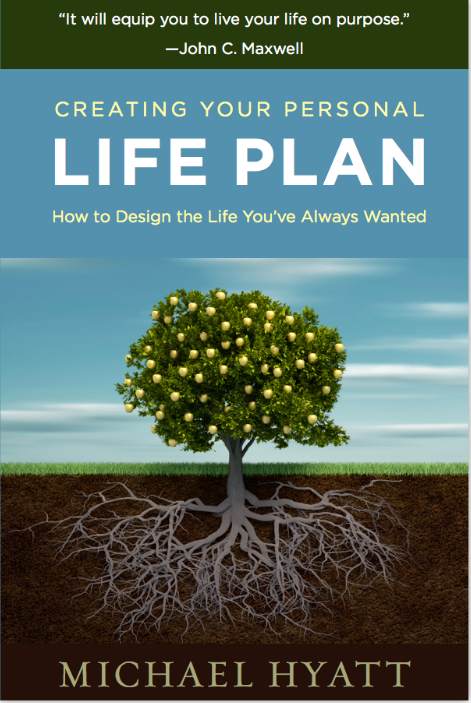 “It will equip you to live your life on purpose.”
—John C. Maxwell
CREATING YOUR PERSONAL
LIFE PLAN
How to Design the Life You’ve Always Wanted
MICHAEL HYATT